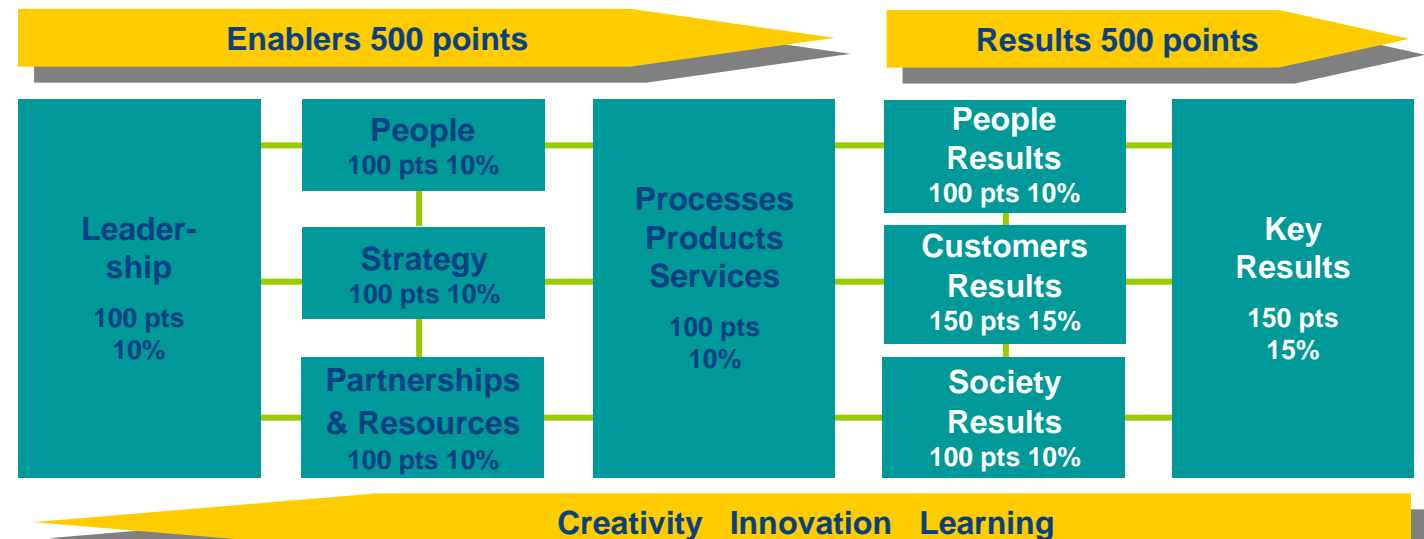 Enablers 500 points
Results 500 points
Leader-
ship
100 pts
10%
People
100 pts 10%
Strategy
100 pts 10%
Partnerships
& Resources
100 pts 10%
Processes
Products
Services
100 pts
10%
People
Results
100 pts 10%
Customers
Results
150 pts 15%
Society
Results
100 pts 10%
Key
Results
150 pts
15%
Creativity Innovation Learning